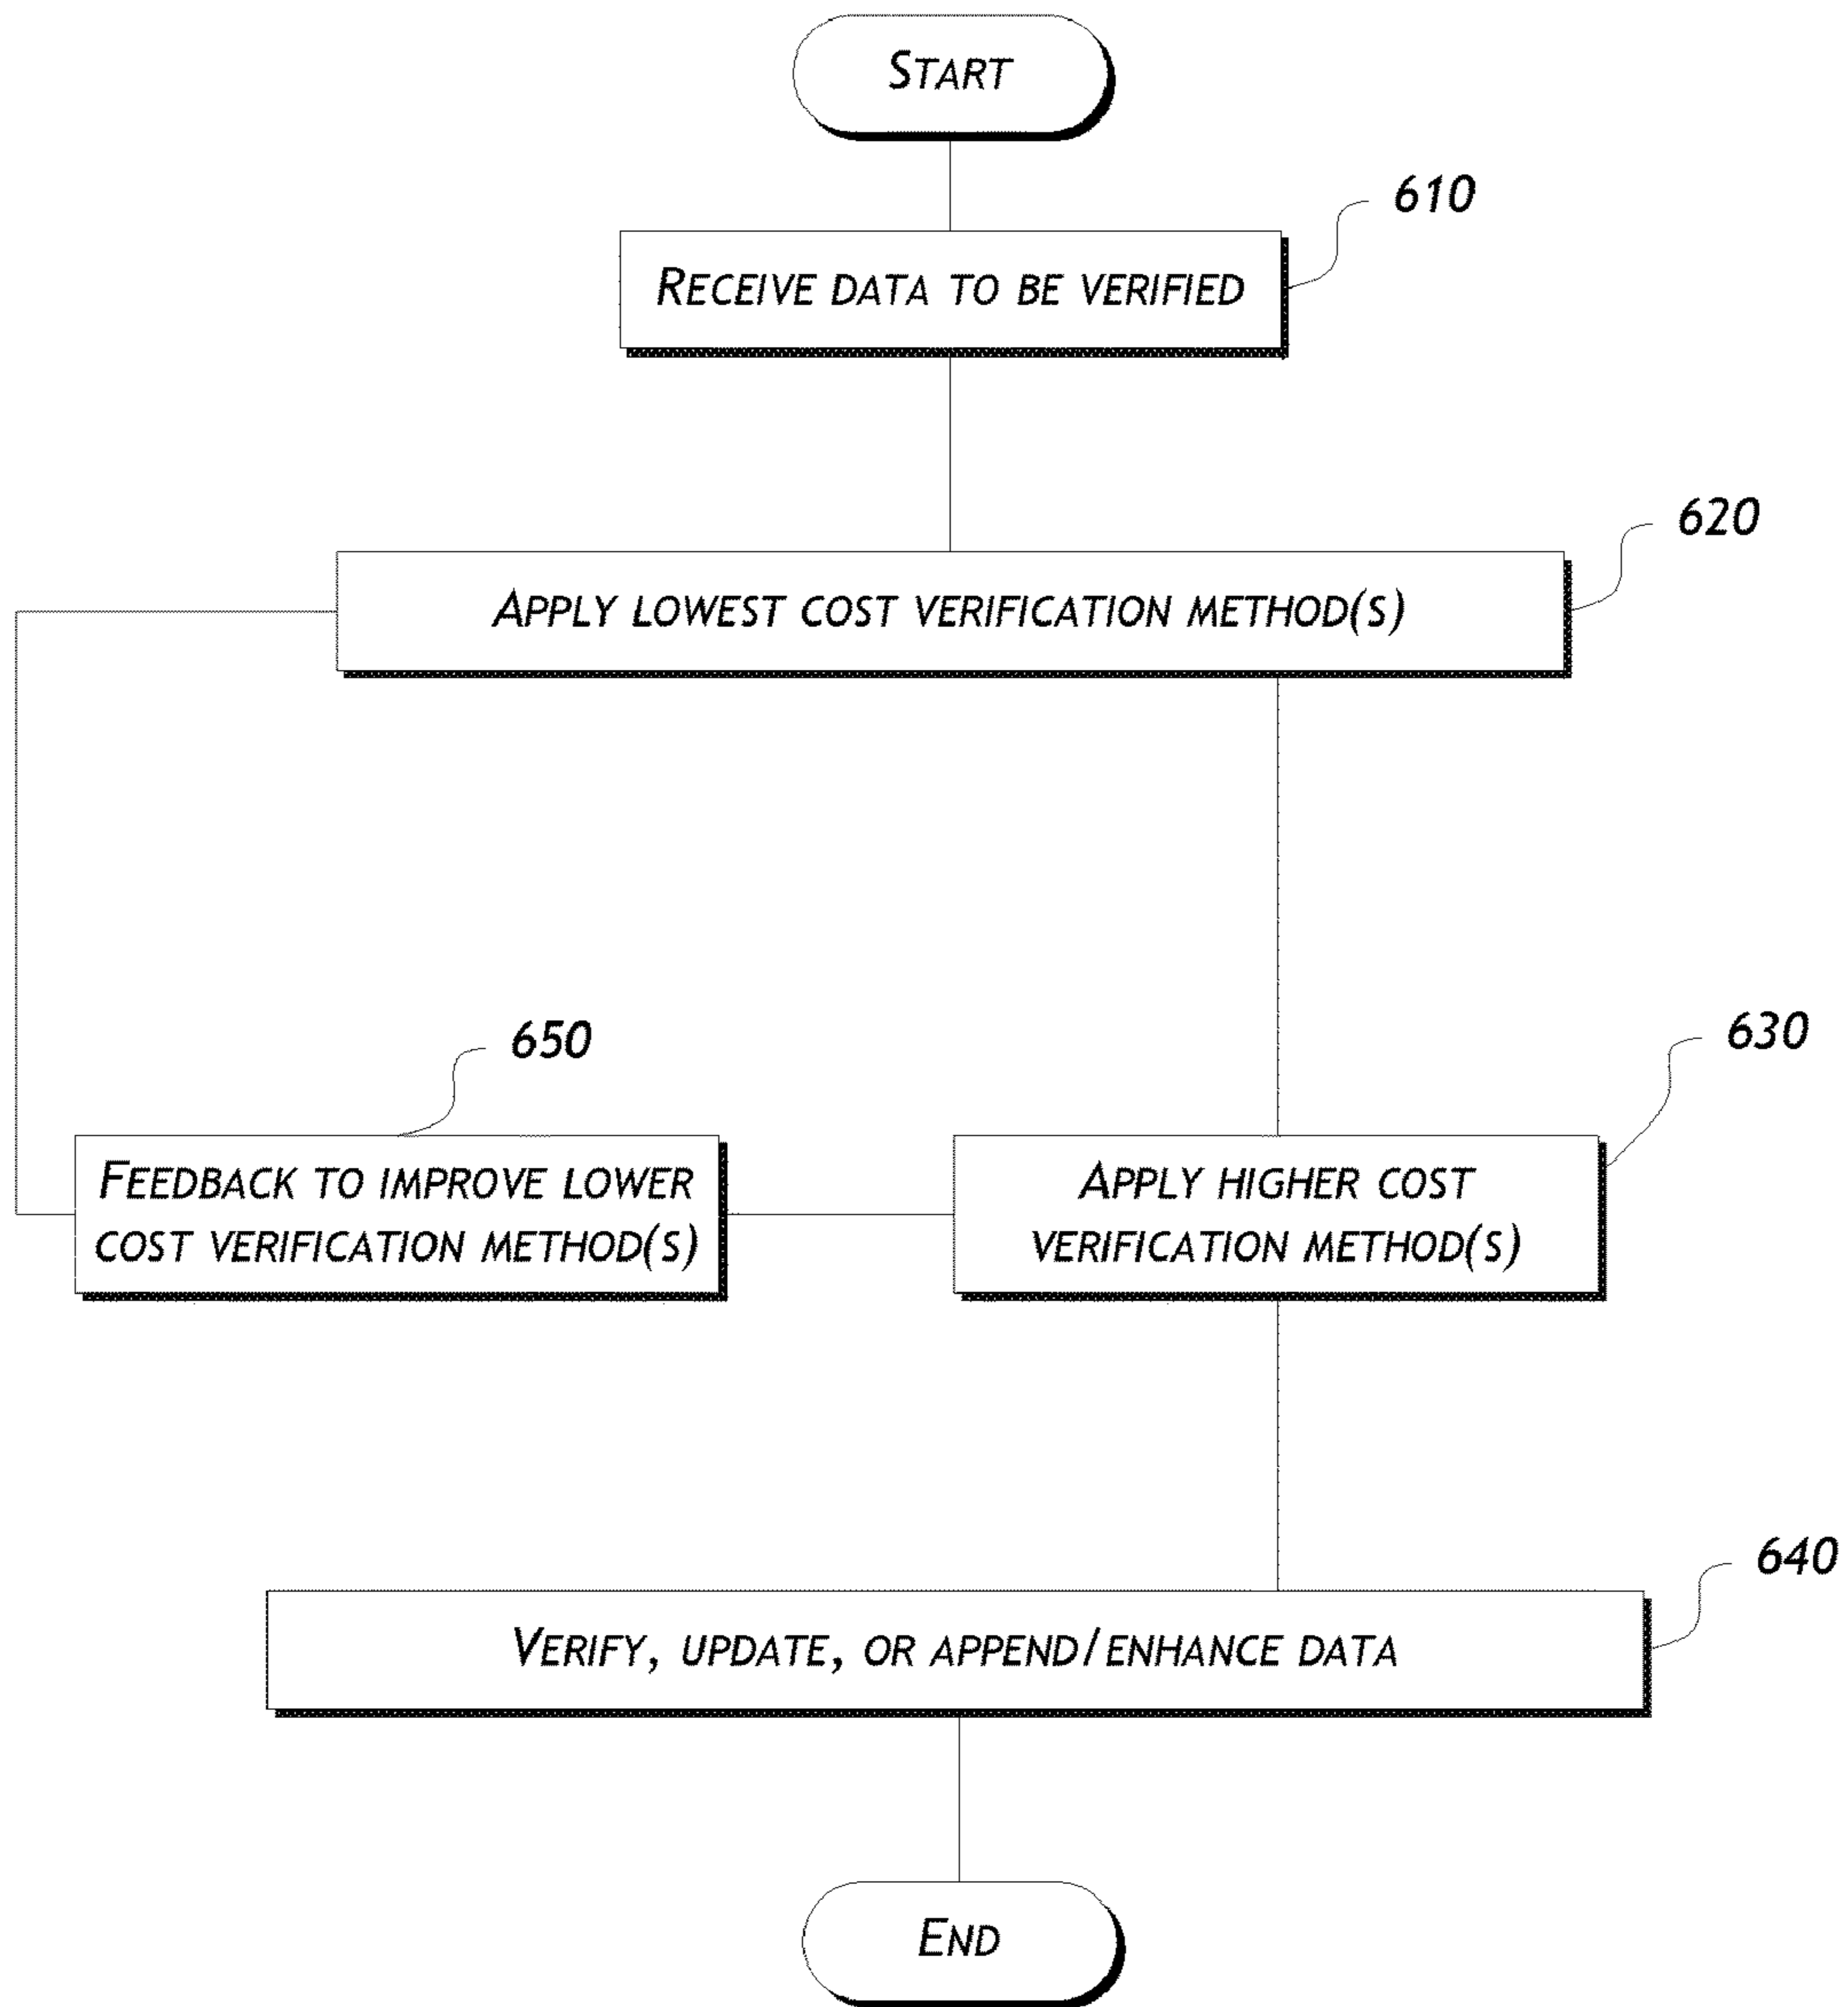 START
610
RECEIVE DATA TO BE VERIFIED
620
APPLY LOWEST COST VERIFICATION METHOD(S)
650
630
FEEDBACK TO IMPROVE LOWER
COST VERIFICATION METHOD(S)
APPLY HIGHER COST
VERIFICATION METHOD(S)
640
VERIFY, UPDATE, OR APPEND/ENHANCE DATA
END